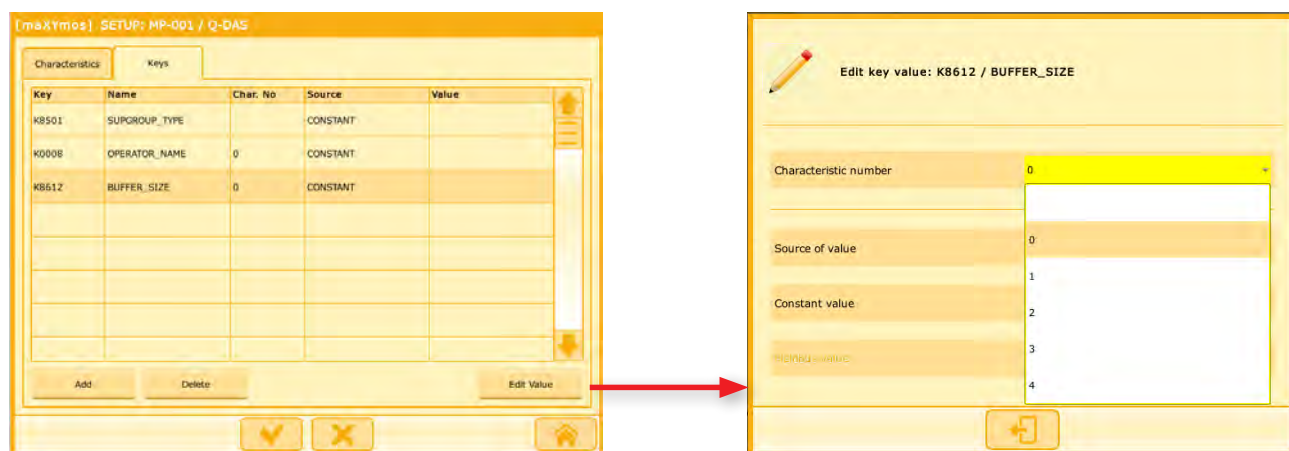 [maXYmos] SETUP: MP-001 / Q-DAS
Characteristics Keys
Key Name Char. No Source Value
K8501 SUPGROUP_TYPE CONSTANT
K0008 OPERATOR_NAME 0 CONSTANT
K8612 BUFFER_SIZE 0 CONSTANT
Add Delete Edit Value
Edit key value: K8612 / BUFFER_SIZE
Characteristic number 0
Source of value
0
1
Constant value
2
3
4